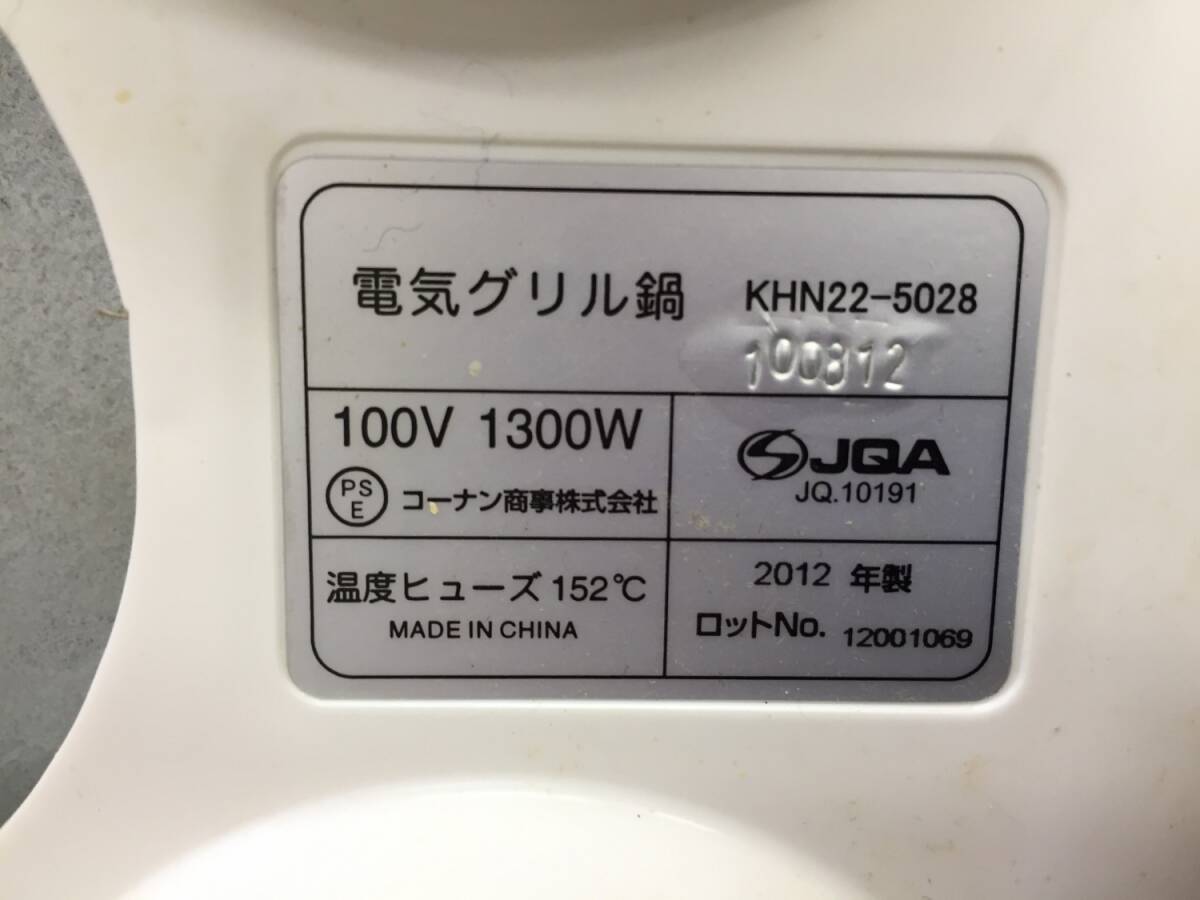 電気グリル鍋 KHN22-5028
100812
100V 1300W
PSE コーナン商事株式会社
JQA
JQ.10191
温度ヒューズ 152℃
MADE IN CHINA
2012 年製
ロットNo. 12001069